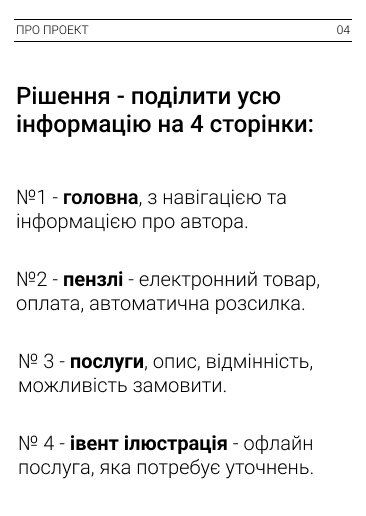 ПРО ПРОЕКТ 04
Рішення - поділити усю
інформацію на 4 сторінки:
№1 - головна, з навігацією та
інформацією про автора.
№2 - пензлі - електронний товар,
оплата, автоматична розсилка.
№ 3 - послуги, опис, відмінність,
можливість замовити.
№ 4 - івент ілюстрація - офлайн
послуга, яка потребує уточнень.